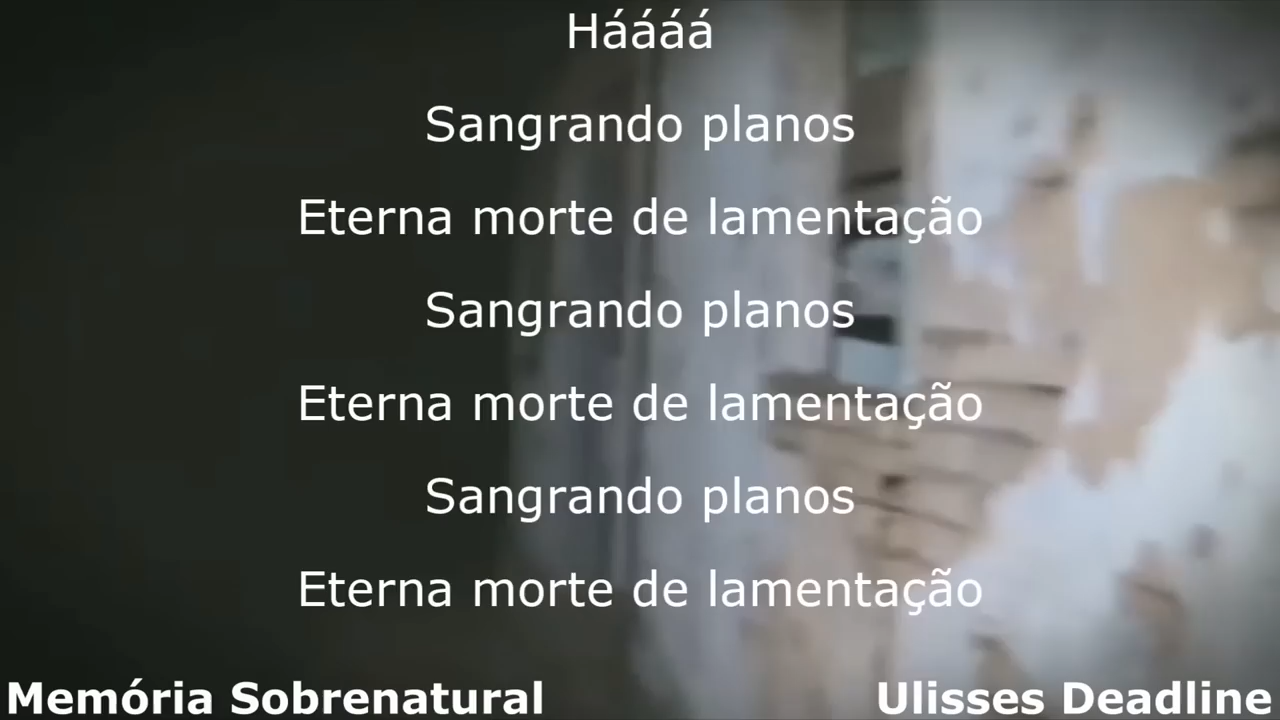 Háááá
Sangrando planos
Eterna morte de lamentação
Sangrando planos
Eterna morte de lamentação
Sangrando planos
Eterna morte de lamentação
Memória Sobrenatural
Ulisses Deadline